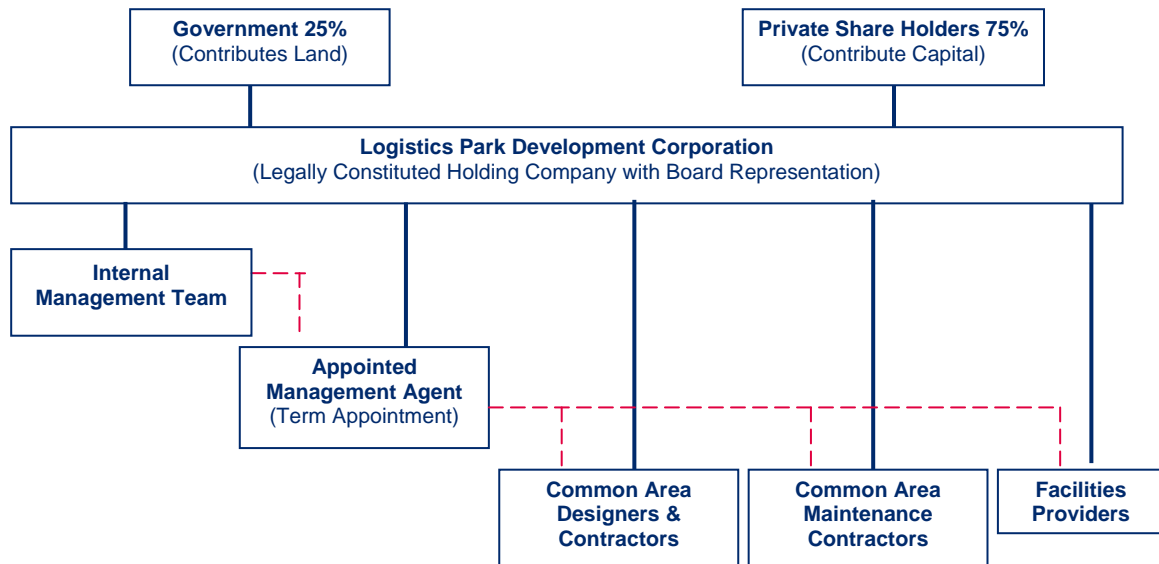 Government 25%
(Contributes Land)
Private Share Holders 75%
(Contribute Capital)
Logistics Park Development Corporation
(Legally Constituted Holding Company with Board Representation)
Internal
Management Team
Appointed
Management Agent
(Term Appointment)
Common Area
Designers &
Contractors
Common Area
Maintenance
Contractors
Facilities
Providers